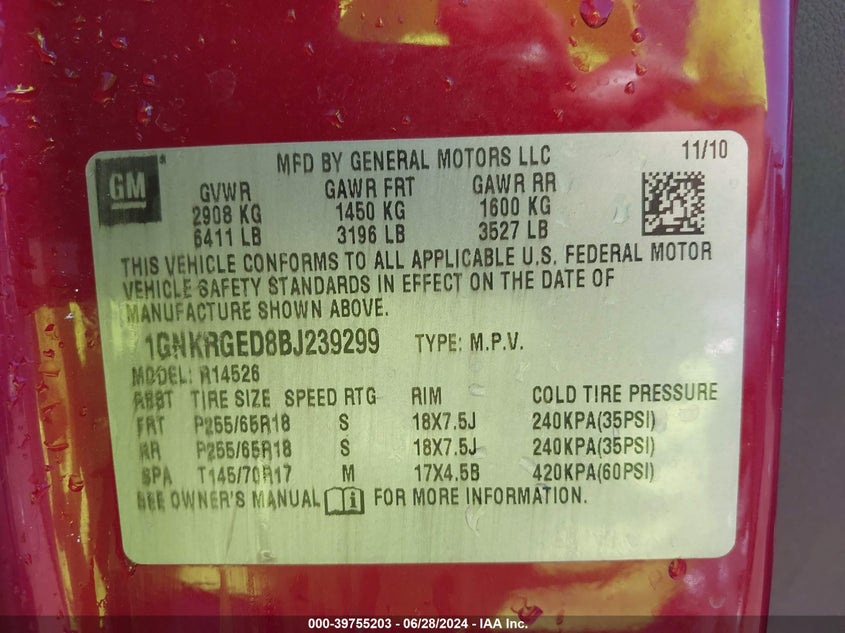 GM
MFD BY GENERAL MOTORS LLC 11/10
GVWR GAWR FRT GAWR RR
2908 KG 1450 KG 1600 KG
6411 LB 3196 LB 3527 LB
THIS VEHICLE CONFORMS TO ALL APPLICABLE U.S. FEDERAL MOTOR
VEHICLE SAFETY STANDARDS IN EFFECT ON THE DATE OF
MANUFACTURE SHOWN ABOVE.
1GNKRGED8BJ239299 TYPE: M.P.V.
MODEL: R14526
TIRE SIZE SPEED RTG RIM COLD TIRE PRESSURE
FRT P255/65R18 S 18X7.5J 240KPA(35PSI)
RR P255/65R18 S 18X7.5J 240KPA(35PSI)
SPA T145/70R17 M 17X4.5B 420KPA(60PSI)
SEE OWNER'S MANUAL FOR MORE INFORMATION.
000-39755203 - 06/28/2024 - IAA Inc.